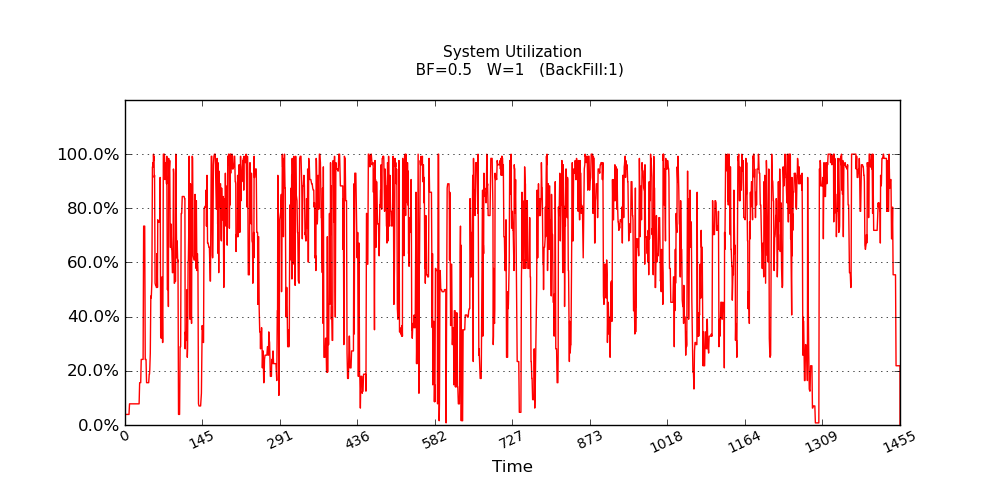 System Utilization
BF=0.5 W=1 (BackFill:1)
100.0%
80.0%
60.0%
40.0%
20.0%
0.0%
0 145 291 436 582 727 873 1018 1164 1309 1455
Time